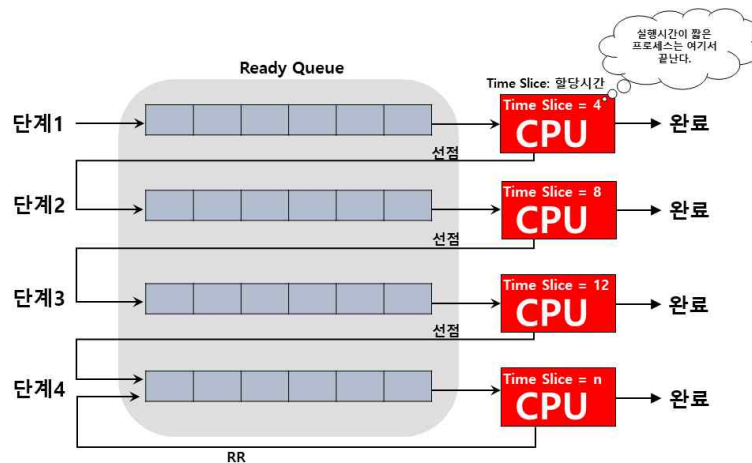 실행시간이 짧은
프로세스는 여기서
끝난다.
Ready Queue
Time Slice: 할당시간
단계1
Time Slice = 4
CPU
완료
선점
단계2
Time Slice = 8
CPU
완료
선점
단계3
Time Slice = 12
CPU
완료
선점
단계4
Time Slice = n
CPU
완료
RR